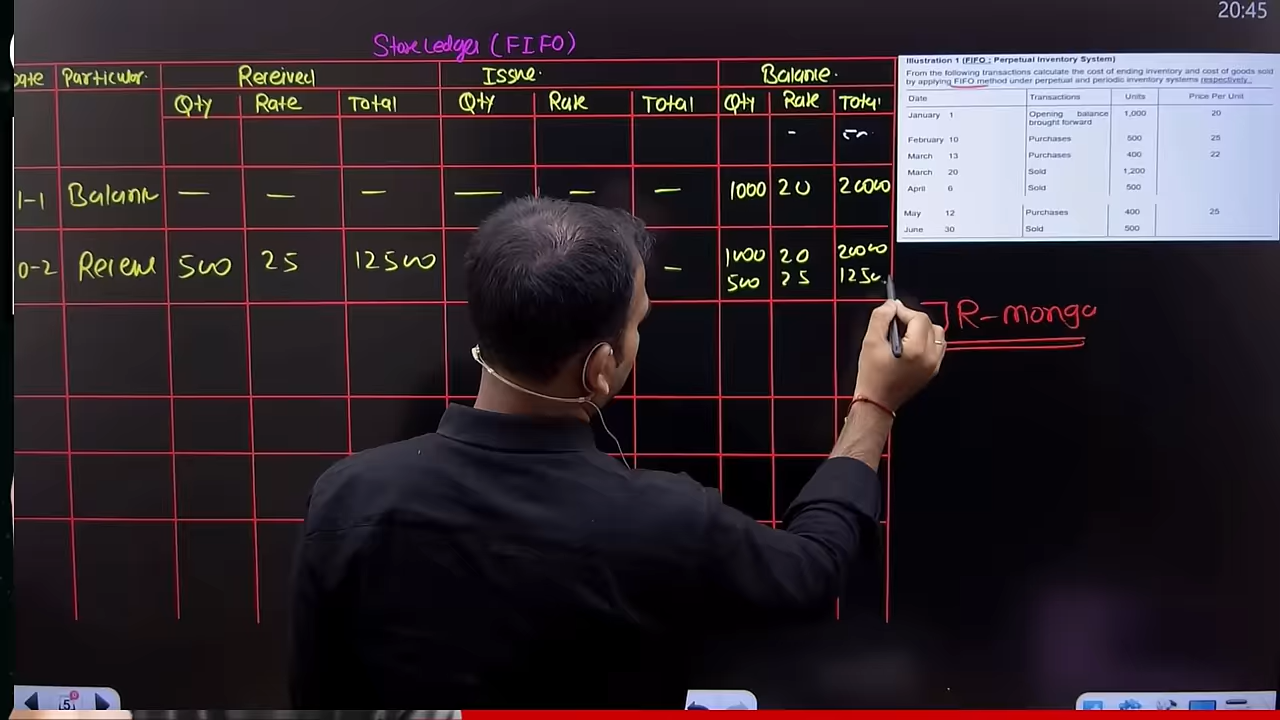 20:45
Store Ledger (FIFO)
Date Particular Received Issue Balance
Qty Rate Total Qty Rate Total Qty Rate Total
1-1 Balance — — — — — — 1000 20 20000
0-2 Receive 500 25 12500 - 1000 20 20000
500 25 1250
Illustration 1 (FIFO : Perpetual Inventory System)
From the following transactions calculate the cost of ending inventory and cost of goods sold
by applying FIFO method under perpetual and periodic inventory systems respectively.
Date Transactions Units Price Per Unit
January 1 Opening balance brought forward 1,000 20
February 10 Purchases 500 25
March 13 Purchases 400 22
March 20 Sold 1,200
April 6 Sold 500
May 12 Purchases 400 25
June 30 Sold 500
JR-monga
5